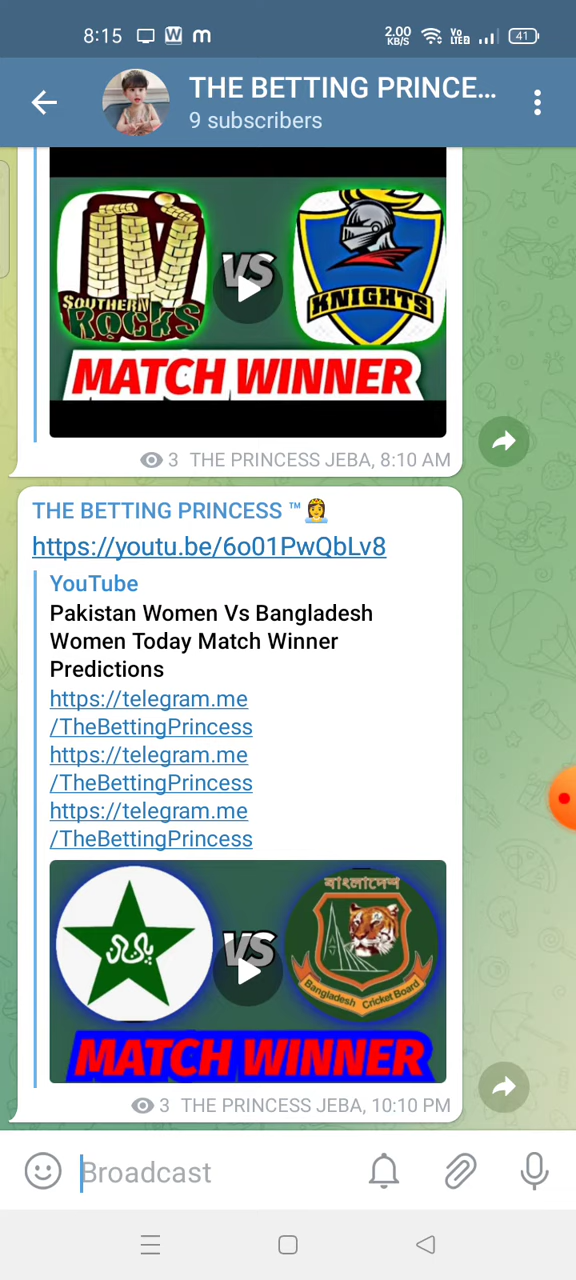 8:15
2.00
KB/S
Vo
LTE2
41
THE BETTING PRINCE...
9 subscribers
SOUTHERN
ROCKS
VS
KNIGHTS
MATCH WINNER
3 THE PRINCESS JEBA, 8:10 AM
THE BETTING PRINCESS ™👸
https://youtu.be/6o01PwQbLv8
YouTube
Pakistan Women Vs Bangladesh
Women Today Match Winner
Predictions
https://telegram.me
/TheBettingPrincess
https://telegram.me
/TheBettingPrincess
https://telegram.me
/TheBettingPrincess
বাংলাদেশ
VS
Bangladesh Cricket Board
MATCH WINNER
3 THE PRINCESS JEBA, 10:10 PM
Broadcast